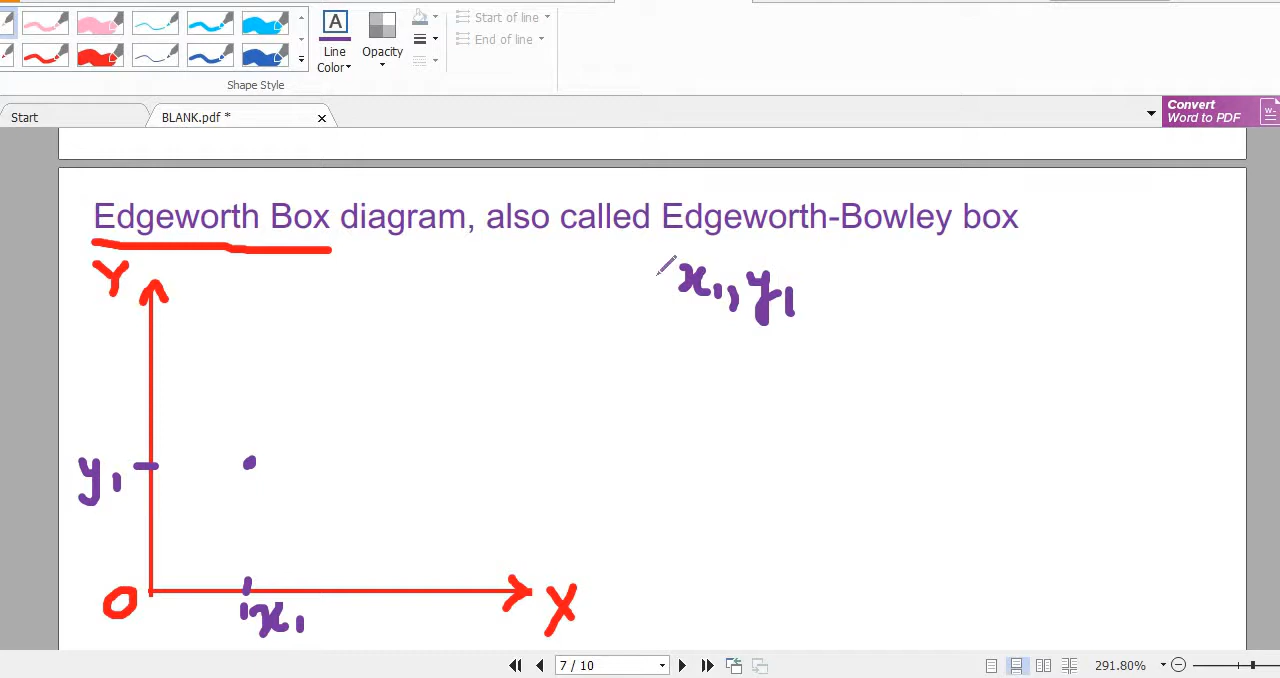 Start of line
End of line
Line
Color
Opacity
Shape Style
Start
BLANK.pdf *
Convert
Word to PDF
W
Edgeworth Box diagram, also called Edgeworth-Bowley box
Y
x₁, y₁
y₁
O
x₁
X
7 / 10
291.80%